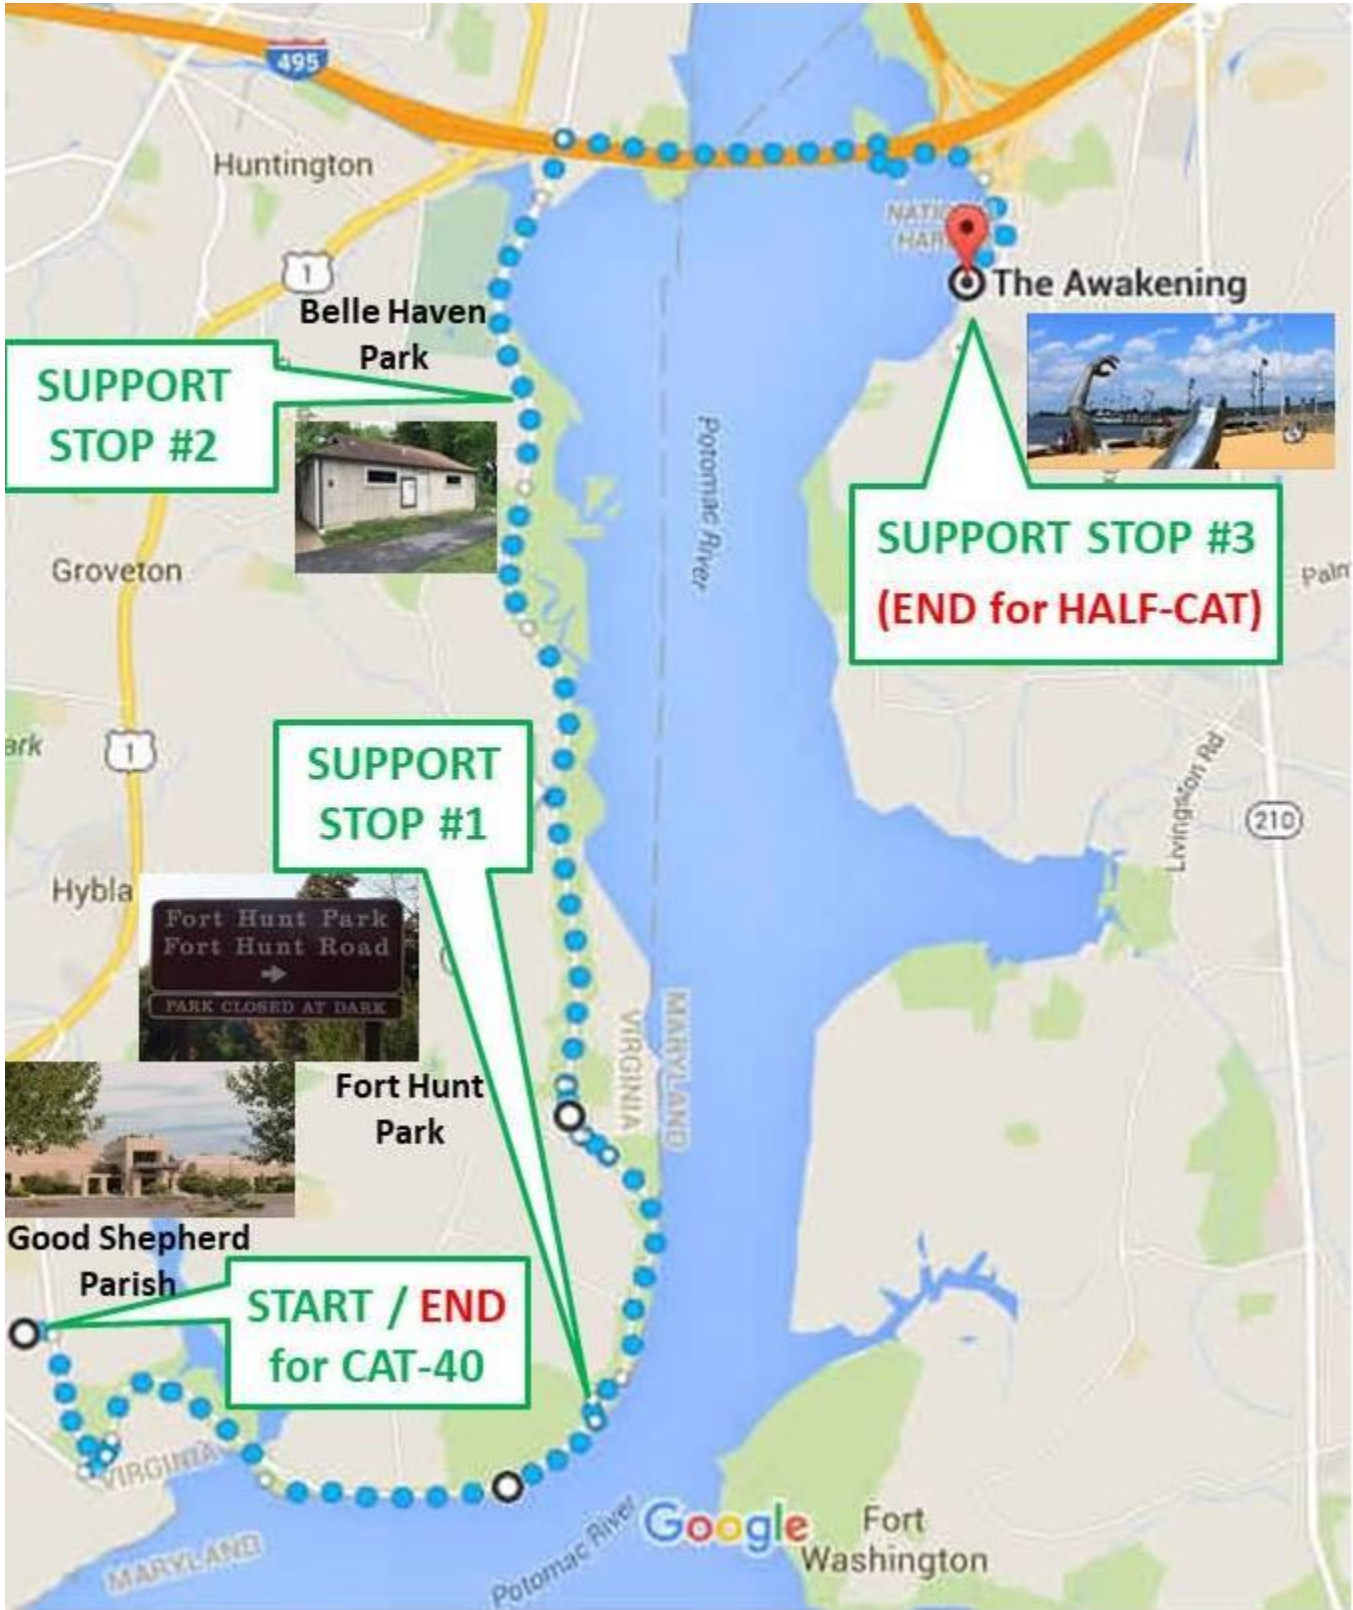 495
Huntington
NATIONAL
1
The Awakening
Belle Haven
Park
SUPPORT
STOP #2
Potomac River
SUPPORT STOP #3
(END for HALF-CAT)
Groveton
SUPPORT
STOP #1
1
Livingston Rd
210
Hybla
Fort Hunt Park
Fort Hunt Road
PARK CLOSED AT DARK
VIRGINIA
MARYLAND
Fort Hunt
Park
Good Shepherd
Parish
START / END
for CAT-40
VIRGINIA
MARYLAND
Potomac River
Google
Fort
Washington